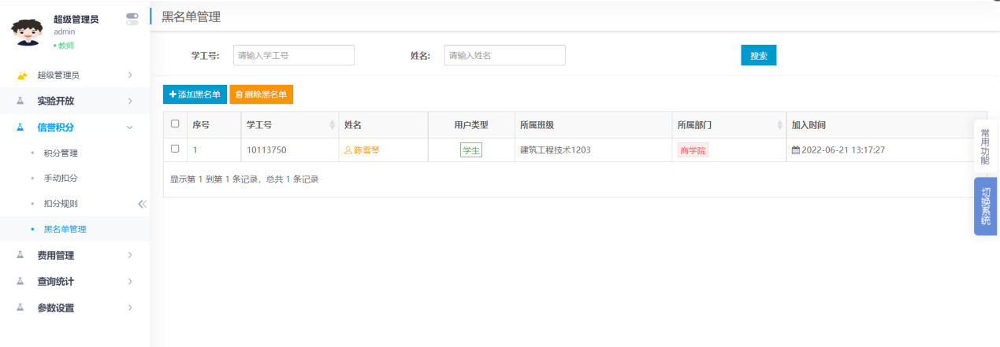 超级管理员
admin
•教师
超级管理员
实验开放
信誉积分
积分管理
手动扣分
扣分规则
黑名单管理
费用管理
查询统计
参数设置
黑名单管理
学工号: 请输入学工号 姓名: 请输入姓名 搜索
添加黑名单 删除黑名单
序号 学工号 姓名 用户类型 所属班级 所属部门 加入时间
1 10113750 陈雪琴 学生 建筑工程技术1203 商学院 2022-06-21 13:17:27
显示第 1 到第 1 条记录，总共 1 条记录
常用功能
切换系统